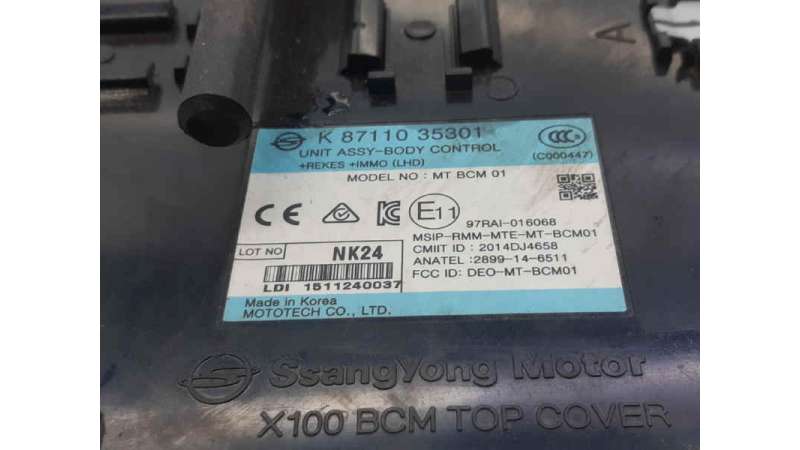 A
K 87110 35301
UNIT ASSY-BODY CONTROL
+REKES +IMMO (LHD)
CCC
(C000447)
MODEL NO : MT BCM 01
CE
E11
97RAI-016068
MSIP-RMM-MTE-MT-BCM01
CMIIT ID : 2014DJ4658
ANATEL :2899-14-6511
FCC ID: DEO-MT-BCM01
LOT NO
NK24
LDI 1511240037
Made in Korea
MOTOTECH CO., LTD.
SsangYong Motor
X100 BCM TOP COVER